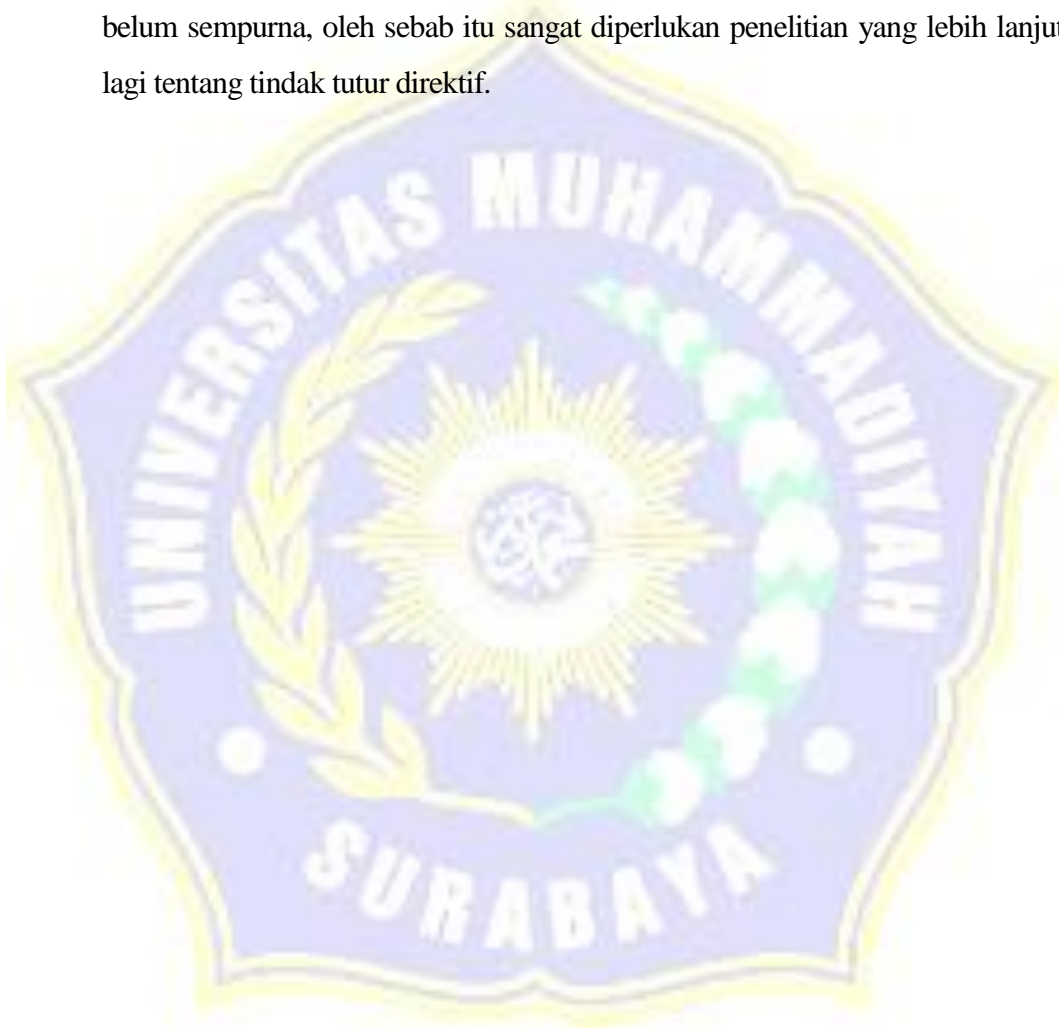 belum sempurna, oleh sebab itu sangat diperlukan penelitian yang lebih lanjut
lagi tentang tindak tutur direktif.
UNIVERSITAS MUHAMMADIYAH
SURABAYA